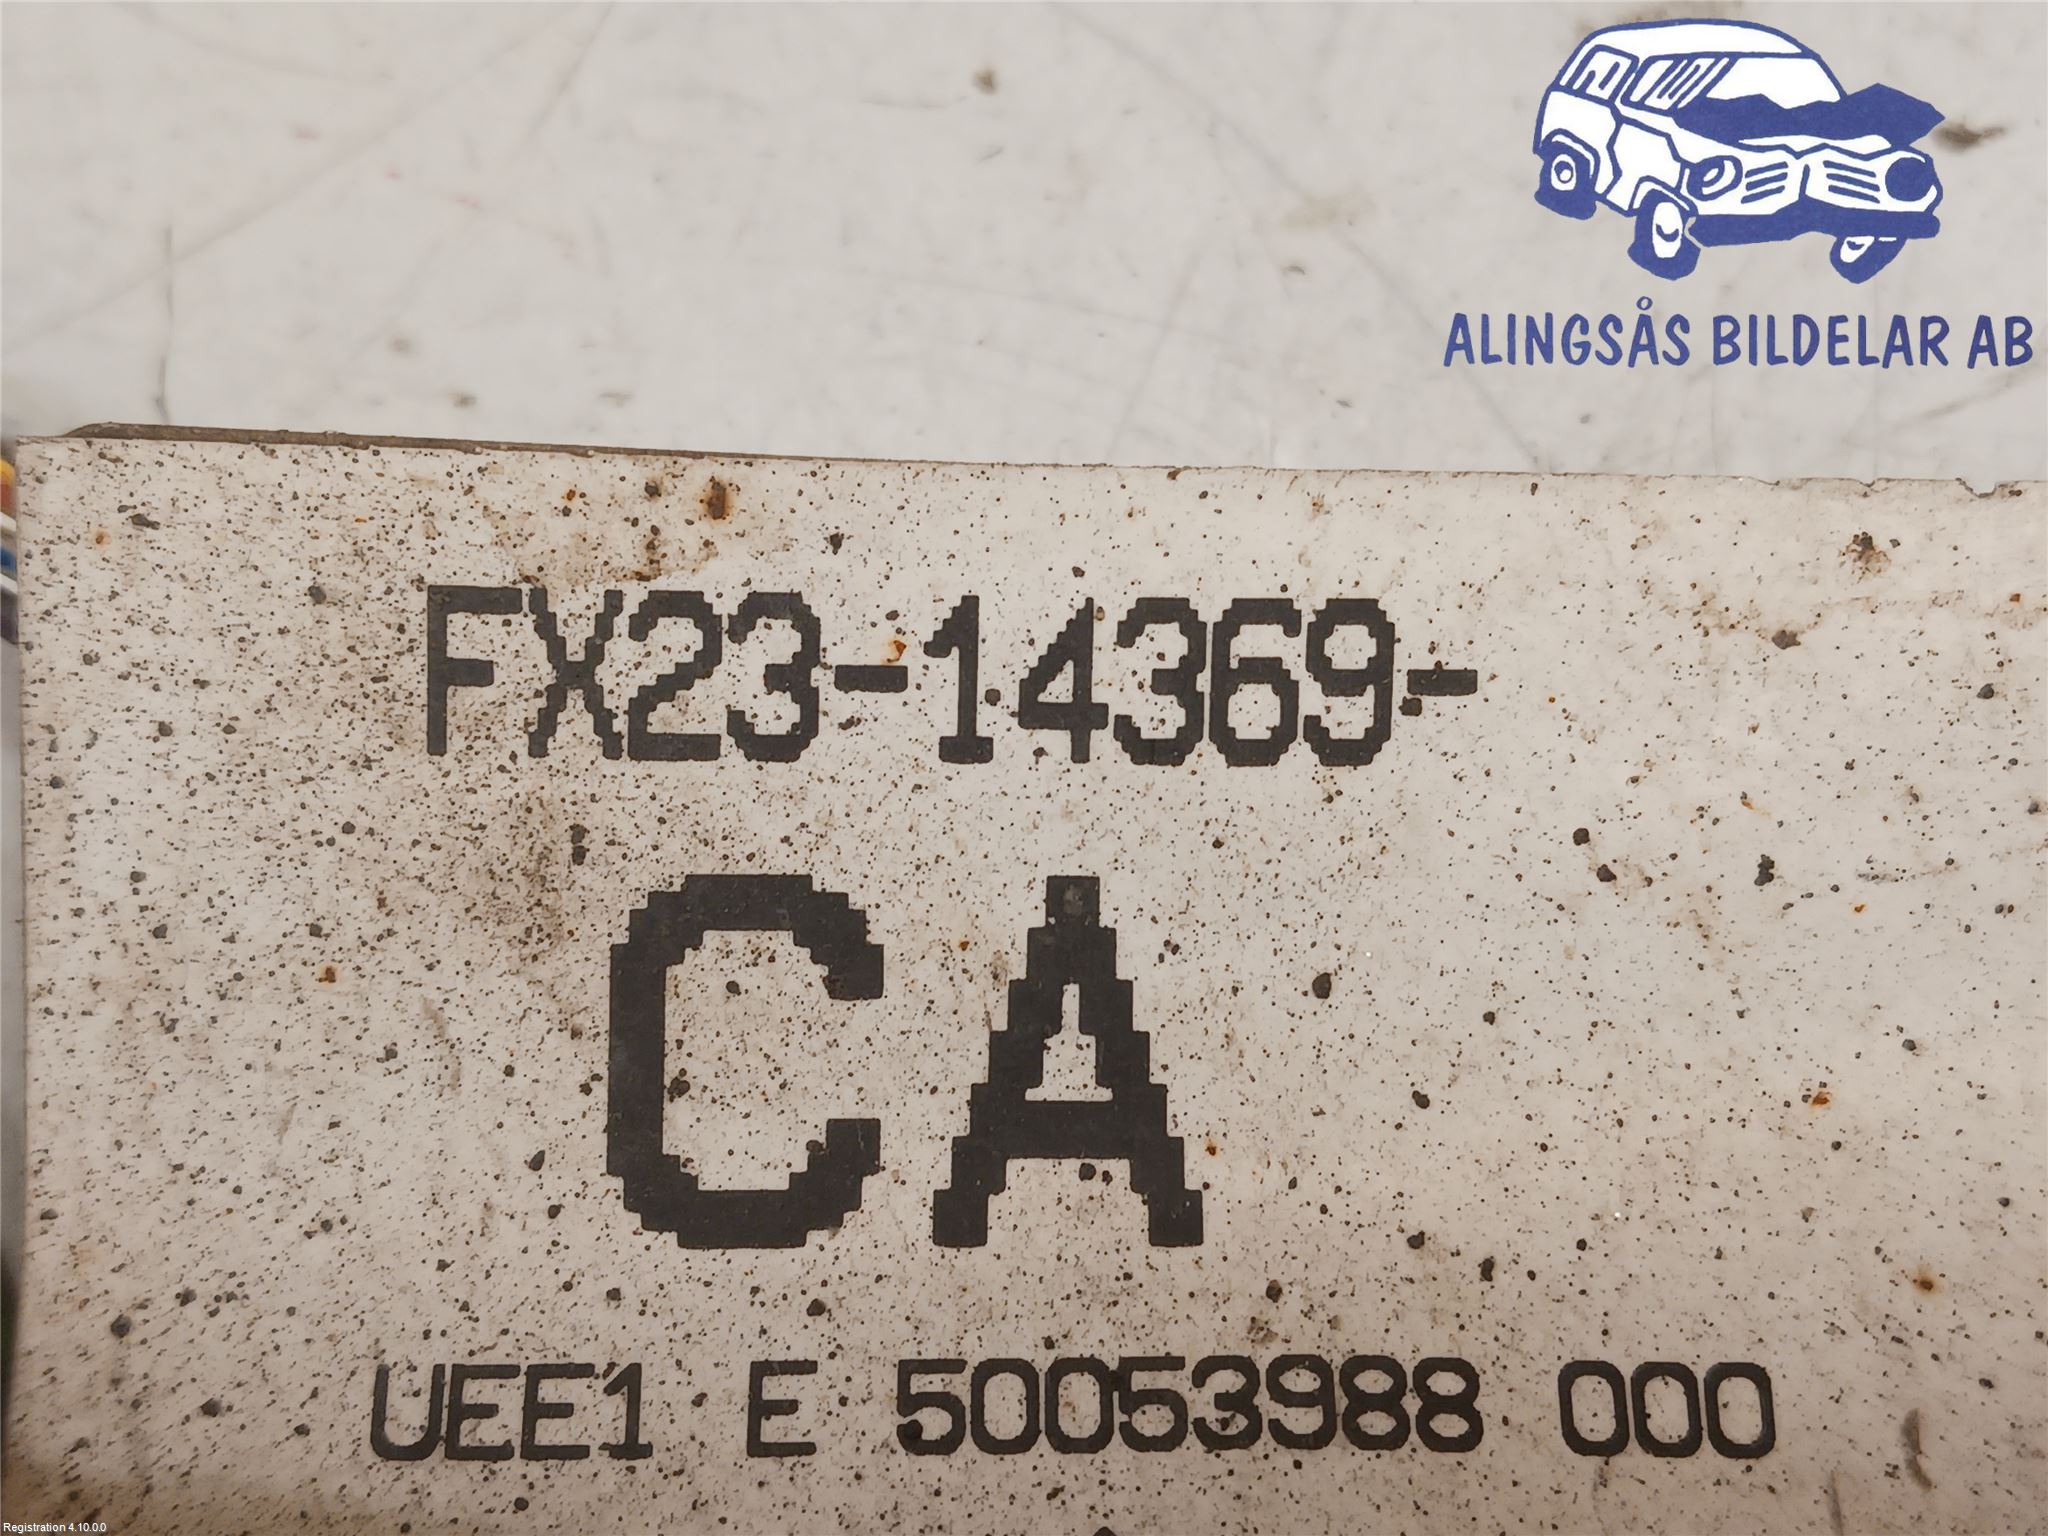 ALINGSÅS BILDELAR AB
FX23-14369-
CA
UEE1 E 50053988 000
Registration 4.10.0.0